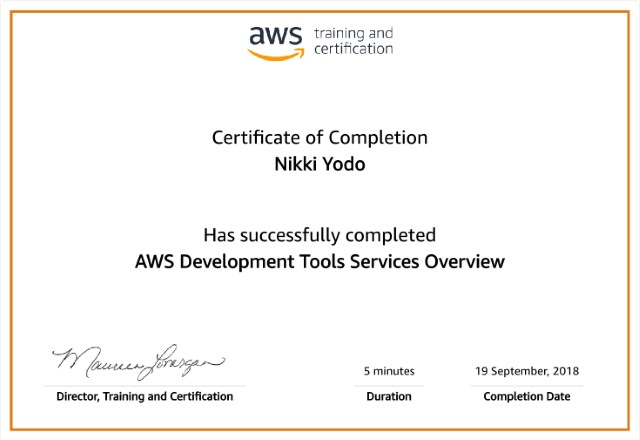 aws training and
certification
Certificate of Completion
Nikki Yodo
Has successfully completed
AWS Development Tools Services Overview
Maureen Lonergan
5 minutes
19 September, 2018
Director, Training and Certification
Duration
Completion Date